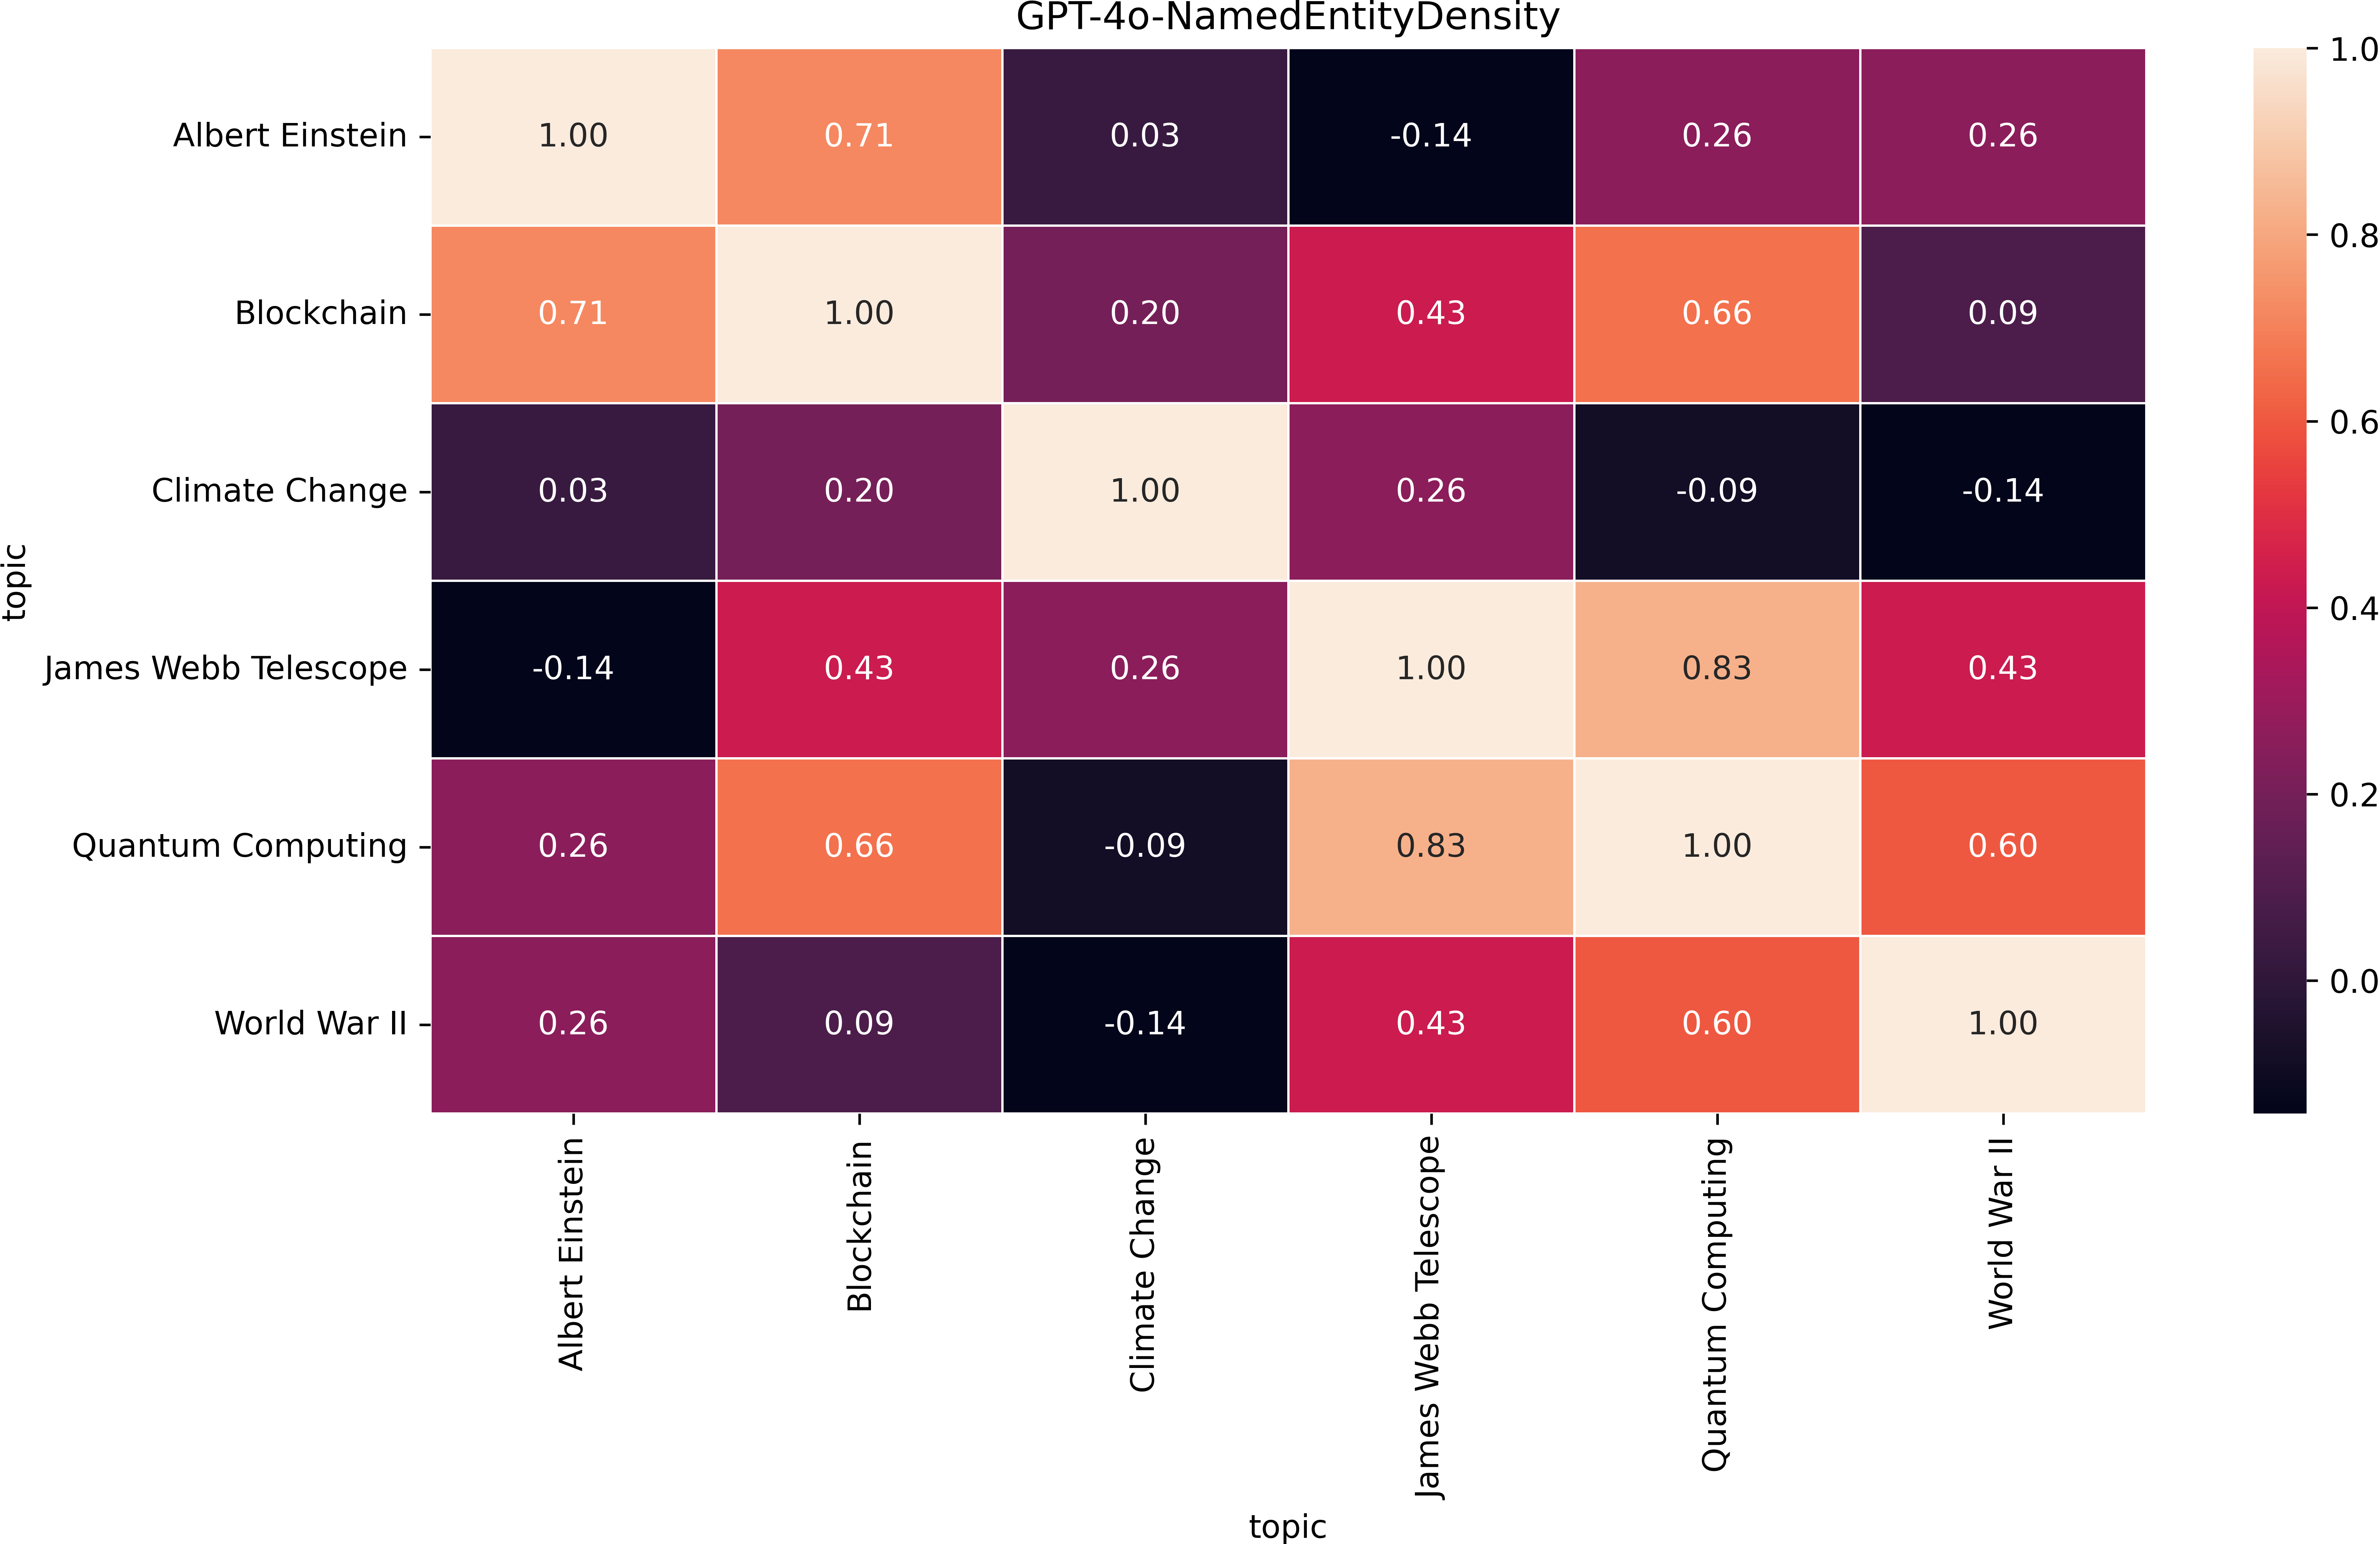 GPT-4o-NamedEntityDensity
Albert Einstein 1.00 0.71 0.03 -0.14 0.26 0.26
Blockchain 0.71 1.00 0.20 0.43 0.66 0.09
Climate Change 0.03 0.20 1.00 0.26 -0.09 -0.14
James Webb Telescope -0.14 0.43 0.26 1.00 0.83 0.43
Quantum Computing 0.26 0.66 -0.09 0.83 1.00 0.60
World War II 0.26 0.09 -0.14 0.43 0.60 1.00
topic
Albert Einstein
Blockchain
Climate Change
James Webb Telescope
Quantum Computing
World War II
topic
1.0
0.8
0.6
0.4
0.2
0.0